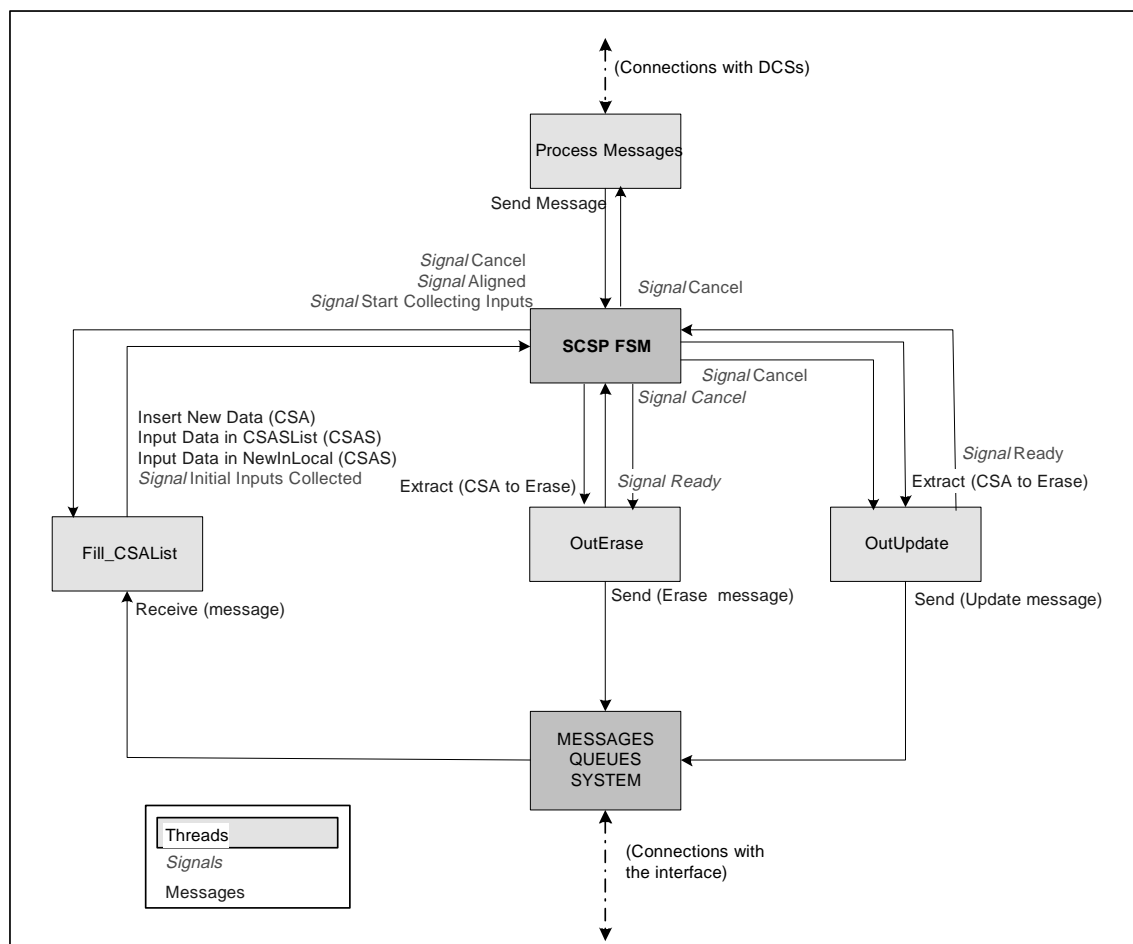 (Connections with DCSs)
Process Messages
Send Message
Signal Cancel
Signal Aligned
Signal Start Collecting Inputs
Signal Cancel
SCSP FSM
Signal Cancel
Signal Cancel
Insert New Data (CSA)
Input Data in CSASList (CSAS)
Input Data in NewInLocal (CSAS)
Signal Initial Inputs Collected
Extract (CSA to Erase)
Signal Ready
Signal Ready
Extract (CSA to Erase)
Fill_CSAList
OutErase
OutUpdate
Receive (message)
Send (Erase message)
Send (Update message)
MESSAGES
QUEUES
SYSTEM
Threads
Signals
Messages
(Connections with
the interface)